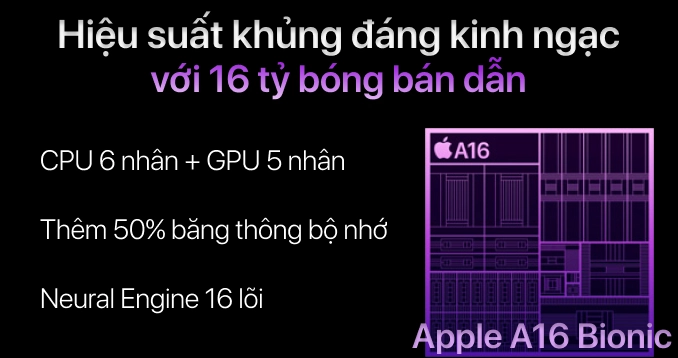 Hiệu suất khủng đáng kinh ngạc
với 16 tỷ bóng bán dẫn
CPU 6 nhân + GPU 5 nhân
A16
Thêm 50% băng thông bộ nhớ
Neural Engine 16 lõi
Apple A16 Bionic